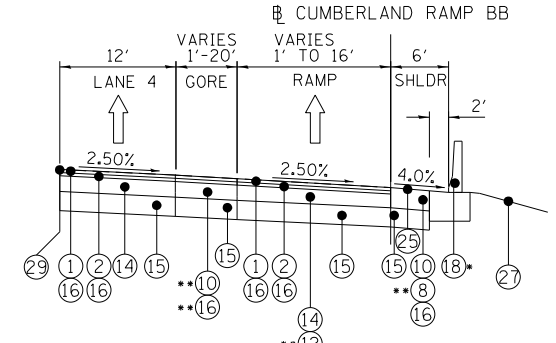 ℄ CUMBERLAND RAMP BB
VARIES VARIES
12' 1'-20' 1' TO 16' 6'
LANE 4 GORE RAMP SHLDR
2'
2.50% 2.50% 4.0%
15 25
29 1 2 14 15 1 2 15 15 10 18* 27
16 16 **10 16 16 **8
**16 14 16
**13